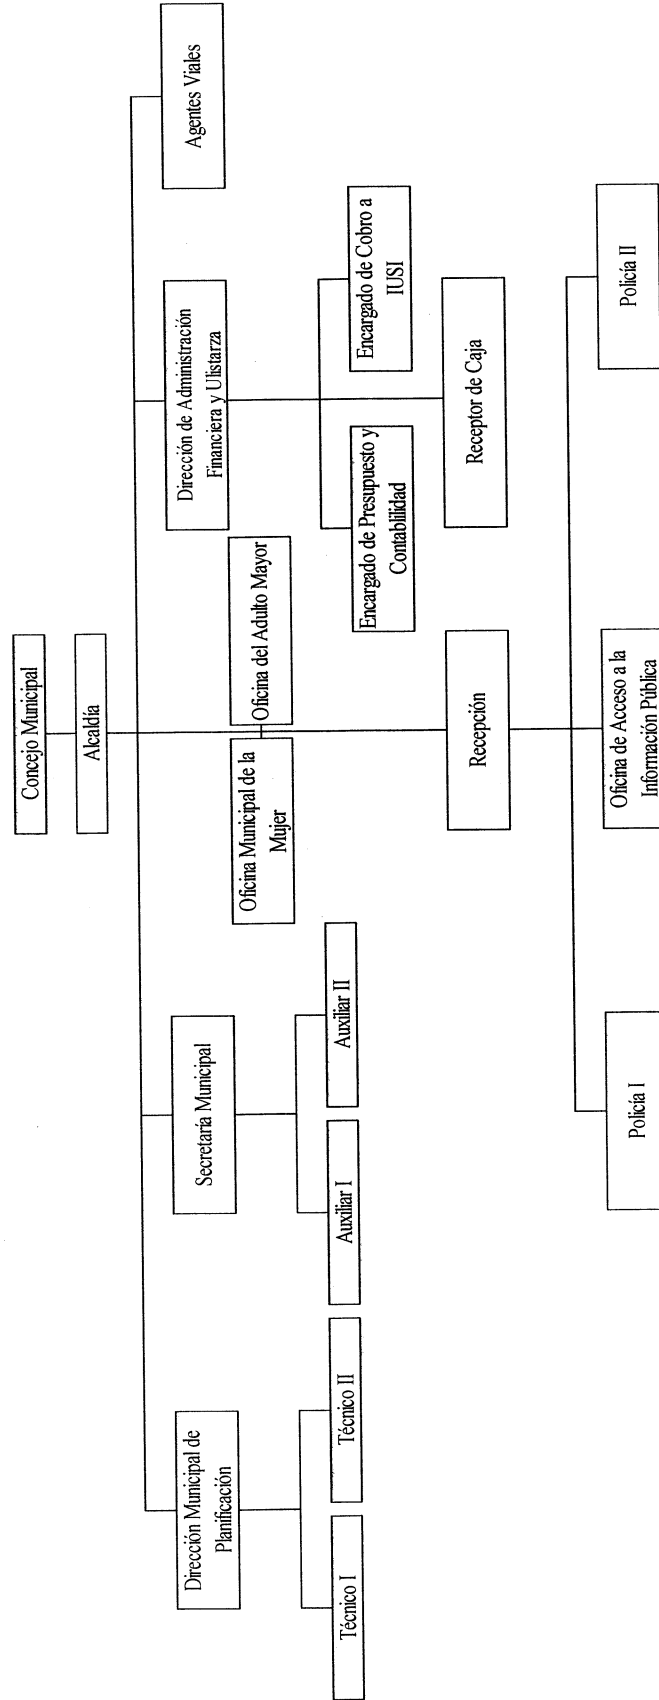 Concejo Municipal
Alcaldía
Dirección Municipal de
Planificación
Secretaría Municipal
Dirección de Administración
Financiera y Ulistarza
Agentes Viales
Oficina Municipal de la
Mujer
Oficina del Adulto Mayor
Técnico I
Técnico II
Auxiliar I
Auxiliar II
Encargado de Presupuesto y
Contablilidad
Encargado de Cobro a
IUSI
Recepción
Receptor de Caja
Policía I
Oficina de Acceso a la
Información Pública
Policía II